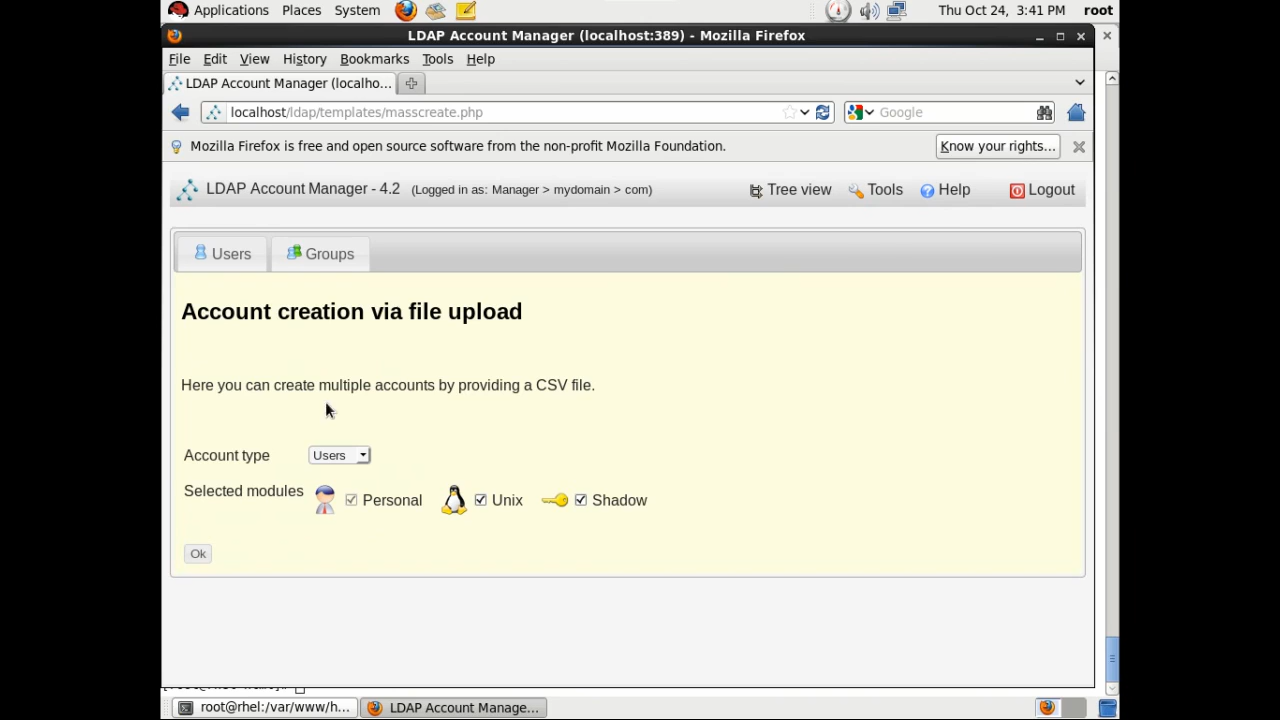 Applications Places System Thu Oct 24, 3:41 PM root
LDAP Account Manager (localhost:389) - Mozilla Firefox
File Edit View History Bookmarks Tools Help
LDAP Account Manager (localho...
localhost/ldap/templates/masscreate.php Google
Mozilla Firefox is free and open source software from the non-profit Mozilla Foundation. Know your rights...
LDAP Account Manager - 4.2 (Logged in as: Manager > mydomain > com) Tree view Tools Help Logout
Users Groups
Account creation via file upload
Here you can create multiple accounts by providing a CSV file.
Account type Users
Selected modules Personal Unix Shadow
Ok
root@rhel:/var/www/h... LDAP Account Manage...